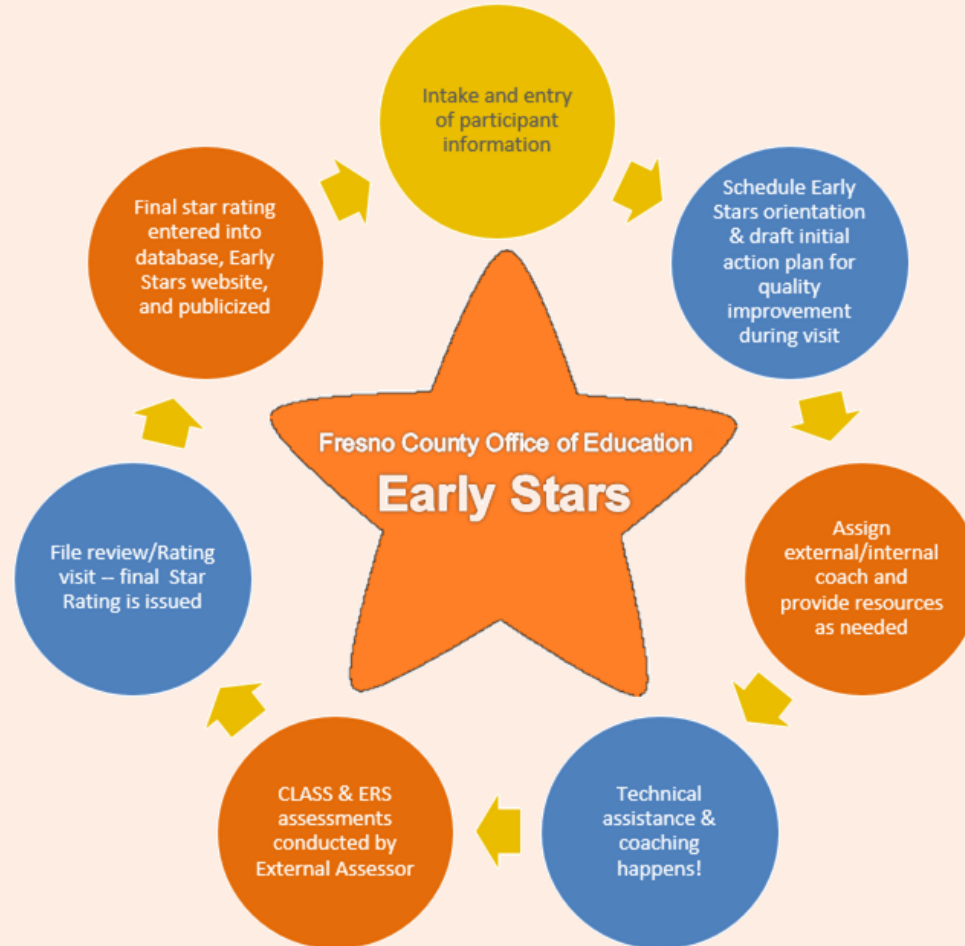 Intake and entry
of participant
information
Schedule Early
Stars orientation
& draft initial
action plan for
quality
improvement
during visit
Assign
external/internal
coach and
provide resources
as needed
Technical
assistance &
coaching
happens!
CLASS & ERS
assessments
conducted by
External Assessor
File review/Rating
visit – final  Star
Rating is issued
Final star rating
entered into
database, Early
Stars website,
and publicized
Fresno County Office of Education
Early Stars